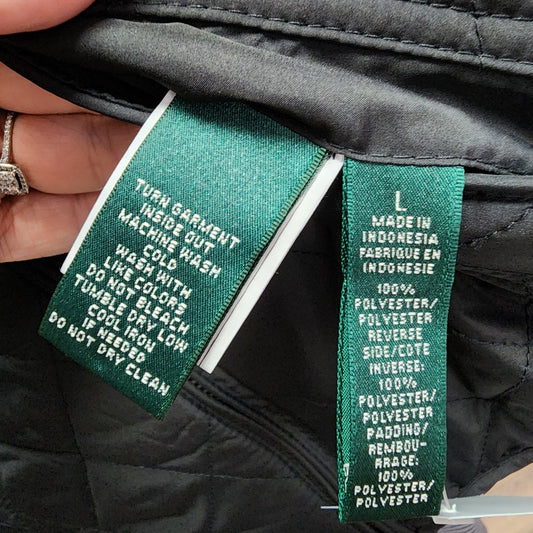 TURN GARMENT
INSIDE OUT
MACHINE WASH
COLD
WASH WITH
LIKE COLORS
DO NOT BLEACH
TUMBLE DRY LOW
COOL IRON
IF NEEDED
DO NOT DRY CLEAN
L
MADE IN
INDONESIA
FABRIQUE EN
INDONESIE
100%
POLYESTER/
POLYESTER
REVERSE
SIDE/COTE
INVERSE:
100%
POLYESTER/
POLYESTER
PADDING/
REMBOU-
RRAGE:
100%
POLYESTER/
POLYESTER